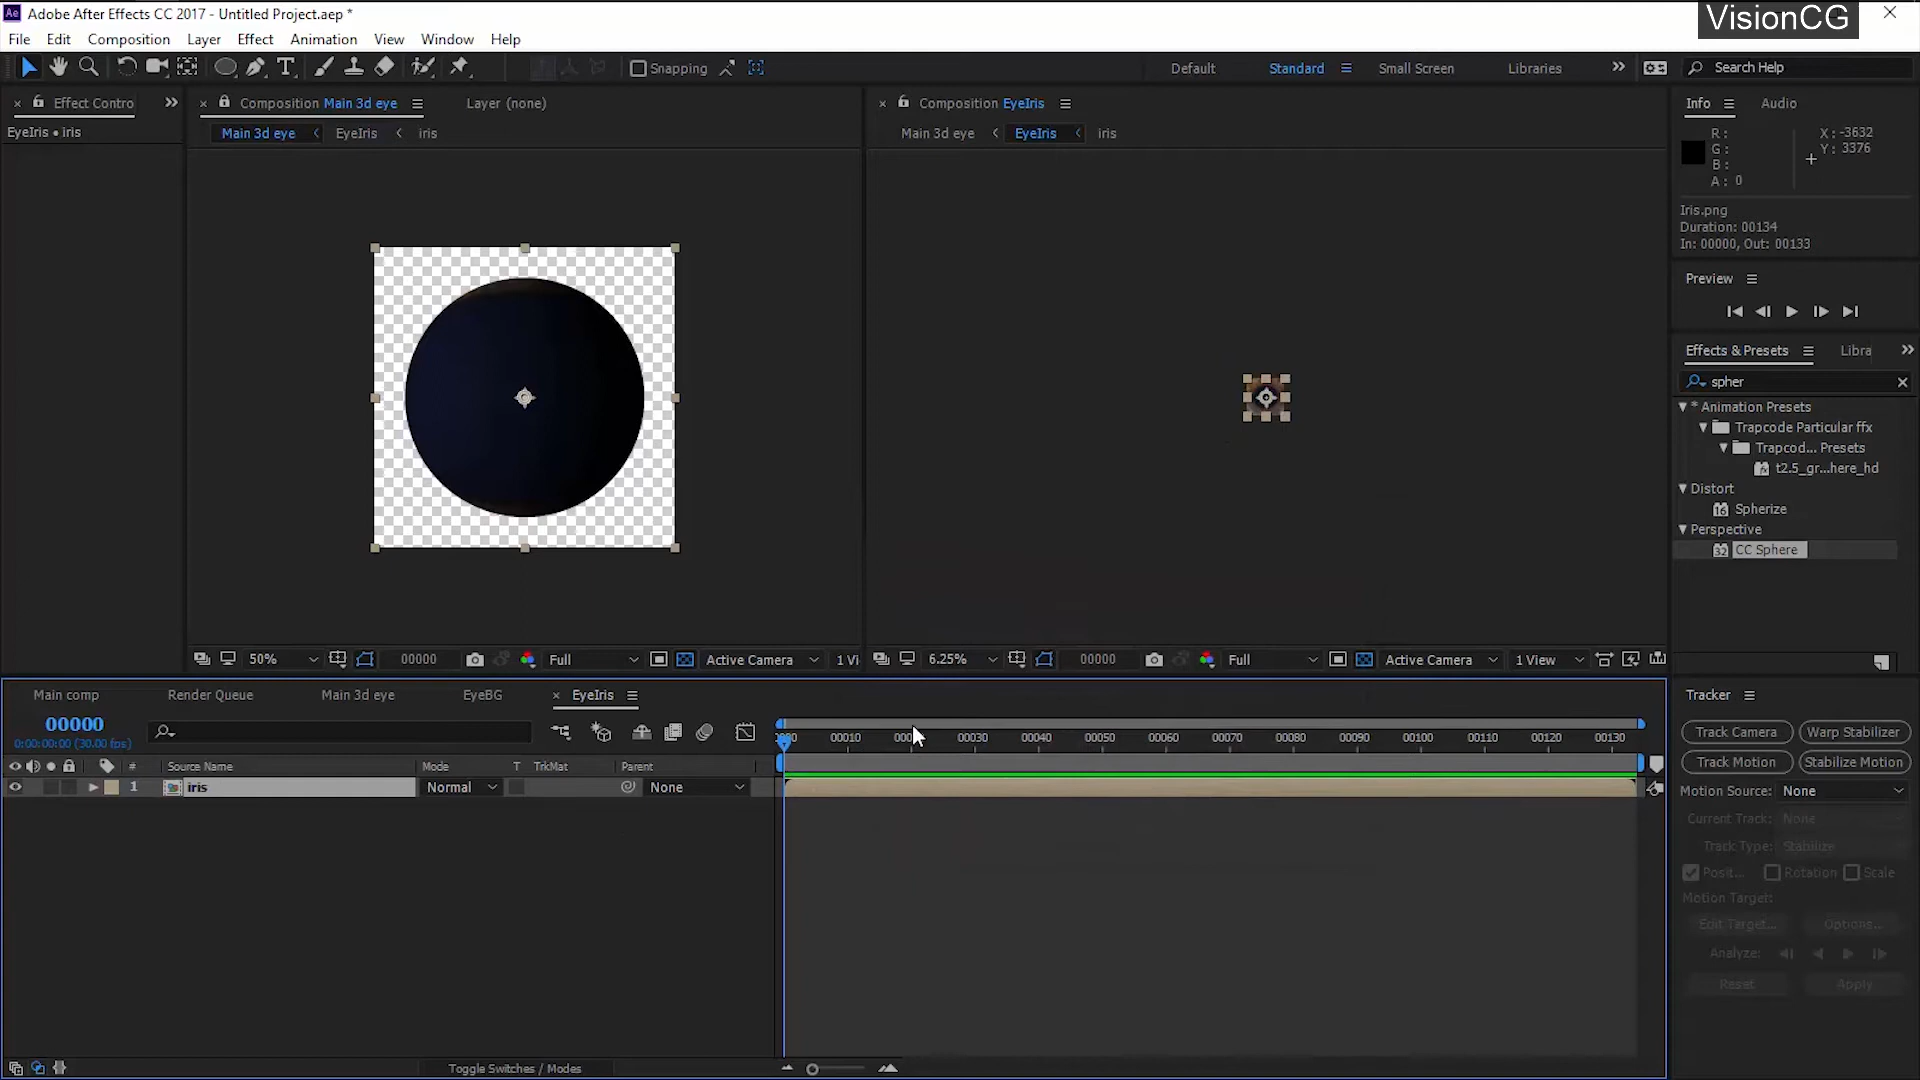 Adobe After Effects CC 2017 - Untitled Project.aep *
VisionCG
File Edit Composition Layer Effect Animation View Window Help
Snapping
Default Standard Small Screen Libraries Search Help
Effect Contro
Composition Main 3d eye
Layer (none)
Composition EyeIris
Info Audio
EyeIris • iris
Main 3d eye EyeIris iris
Main 3d eye EyeIris iris
R:
G:
B:
A: 0
X: -3632
Y: 3376
Iris.png
Duration: 00134
In: 00000, Out: 00133
Preview
Effects & Presets Libra
spher
* Animation Presets
Trapcode Particular ffx
Trapcod... Presets
t2.5_gr...here_hd
Distort
16 Spherize
Perspective
32 CC Sphere
50% 00000 Full Active Camera 1 Vi
6.25% 00000 Full Active Camera 1 View
Main comp Render Queue Main 3d eye EyeBG EyeIris
00000
0:00:00:00 (30.00 fps)
00010 00030 00040 00050 00060 00070 00080 00090 00100 00110 00120 00130
# Source Name Mode T TrkMat Parent
1 iris Normal None
Toggle Switches / Modes
Tracker
Track Camera Warp Stabilizer
Track Motion Stabilize Motion
Motion Source: None
Current Track: None
Track Type: Stabilize
Posit... Rotation Scale
Motion Target:
Edit Target... Options...
Analyze:
Reset Apply